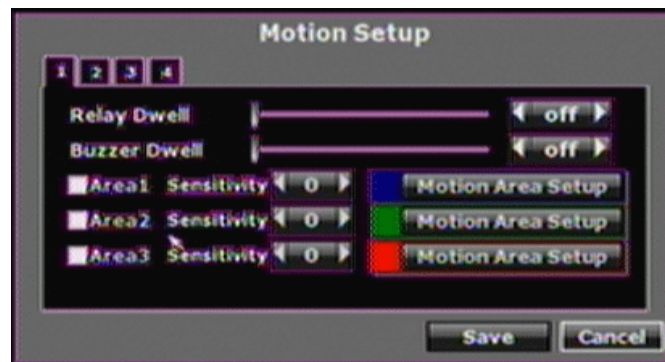 Motion Setup
1 2 3 4
Relay Dwell off
Buzzer Dwell off
Area1 Sensitivity 0 Motion Area Setup
Area2 Sensitivity 0 Motion Area Setup
Area3 Sensitivity 0 Motion Area Setup
Save Cancel